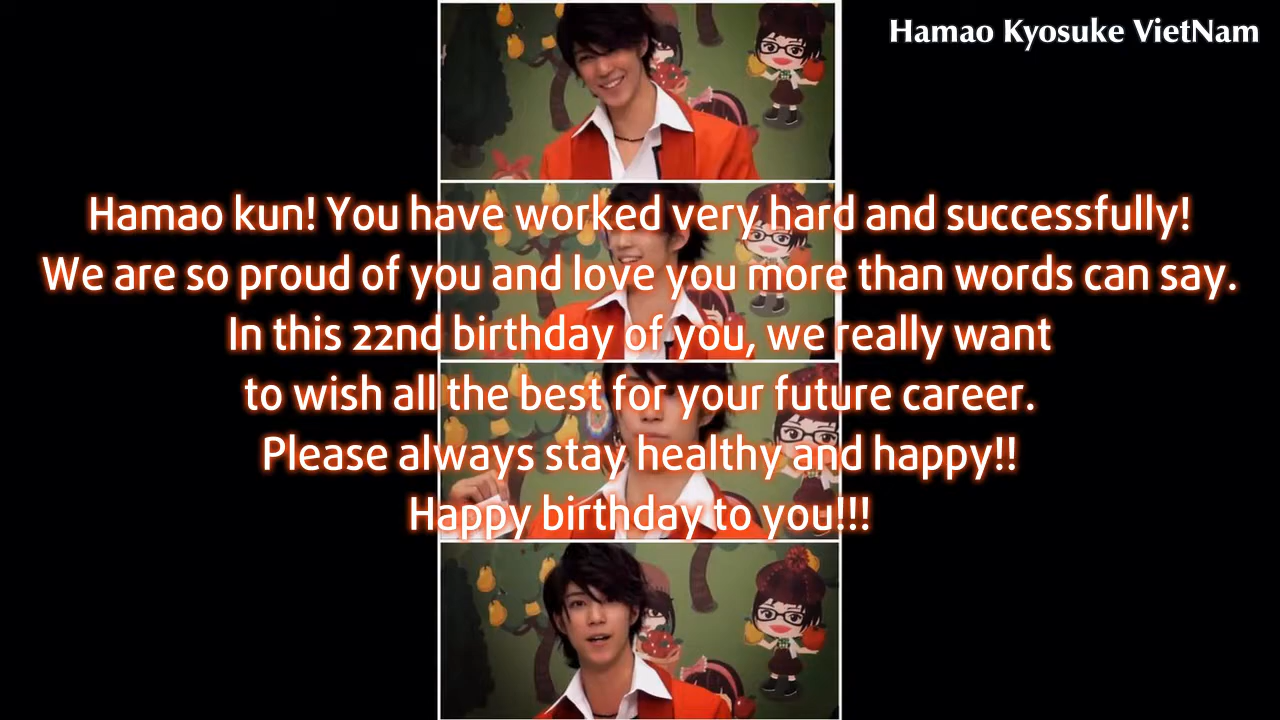 Hamao Kyosuke VietNam
Hamao kun! You have worked very hard and successfully!
We are so proud of you and love you more than words can say.
In this 22nd birthday of you, we really want
to wish all the best for your future career.
Please always stay healthy and happy!!
Happy birthday to you!!!